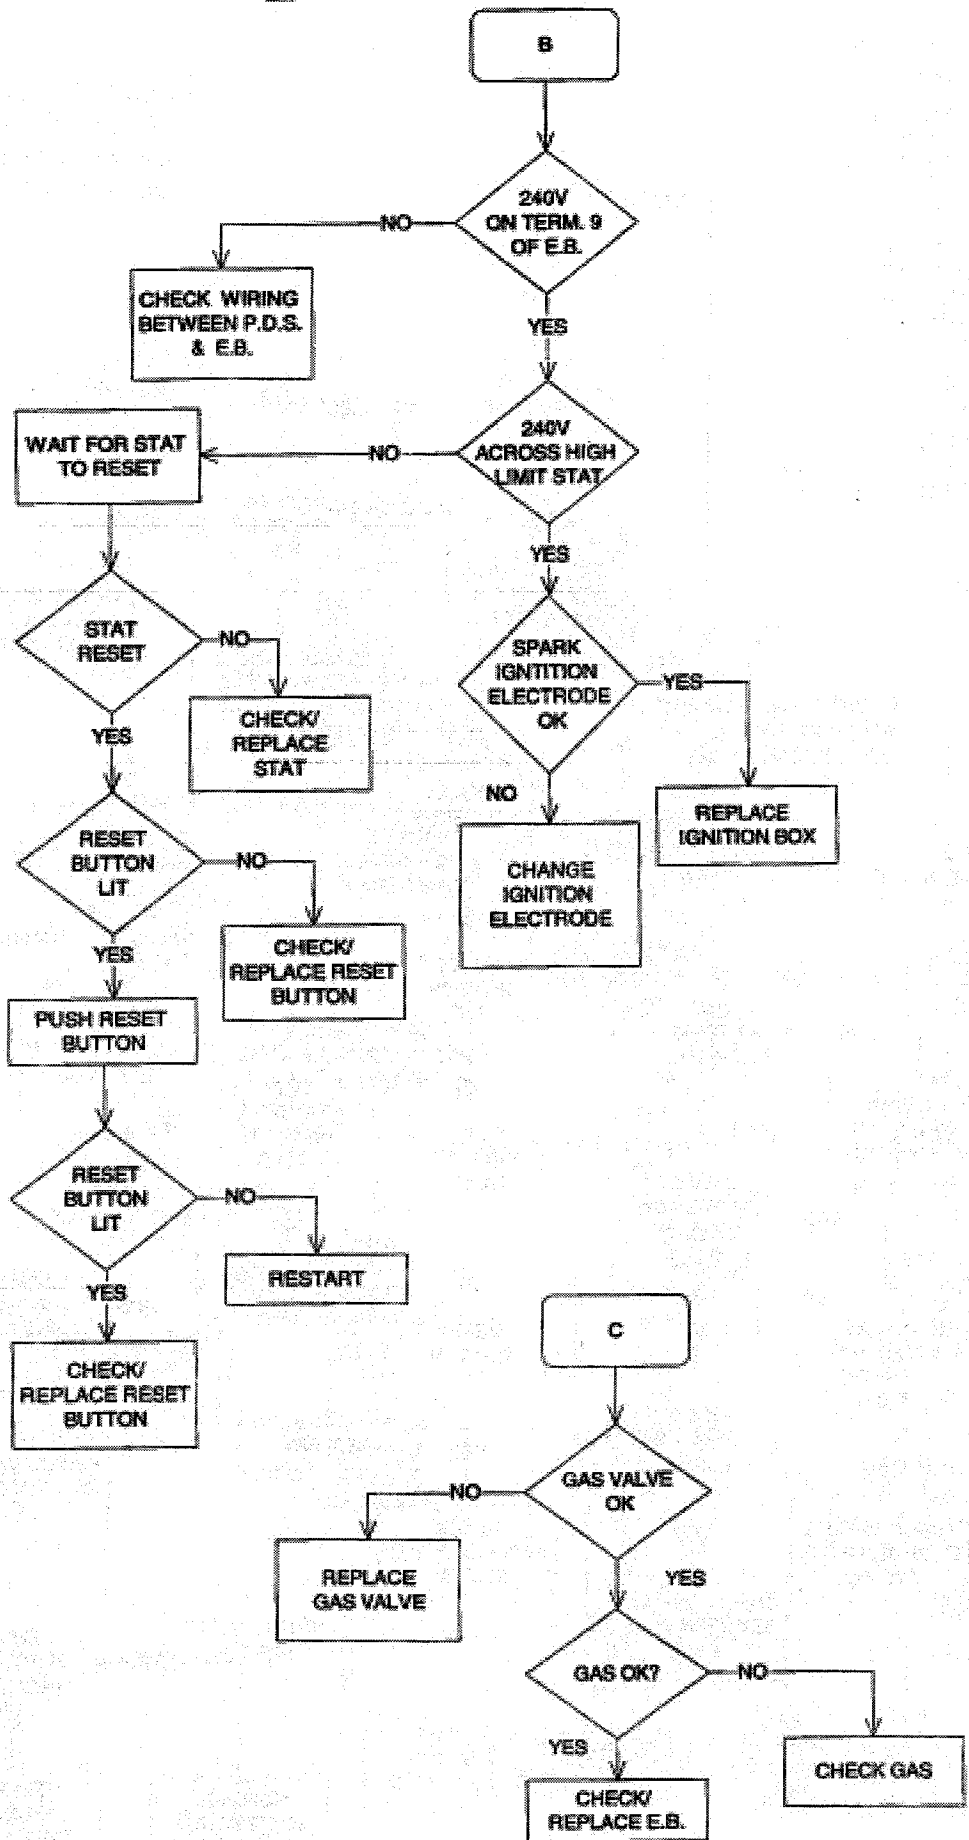 B
240V
ON TERM. 9
OF E.B.
NO
CHECK WIRING
BETWEEN P.D.S.
& E.B.
YES
240V
ACROSS HIGH
LIMIT STAT
NO
WAIT FOR STAT
TO RESET
YES
STAT
RESET
NO
CHECK/
REPLACE
STAT
SPARK
IGNTITION
ELECTRODE
OK
YES
REPLACE
IGNITION BOX
NO
CHANGE
IGNITION
ELECTRODE
YES
RESET
BUTTON
LIT
NO
CHECK/
REPLACE RESET
BUTTON
YES
PUSH RESET
BUTTON
RESET
BUTTON
LIT
NO
RESTART
YES
CHECK/
REPLACE RESET
BUTTON
C
GAS VALVE
OK
NO
REPLACE
GAS VALVE
YES
GAS OK?
NO
CHECK GAS
YES
CHECK/
REPLACE E.B.